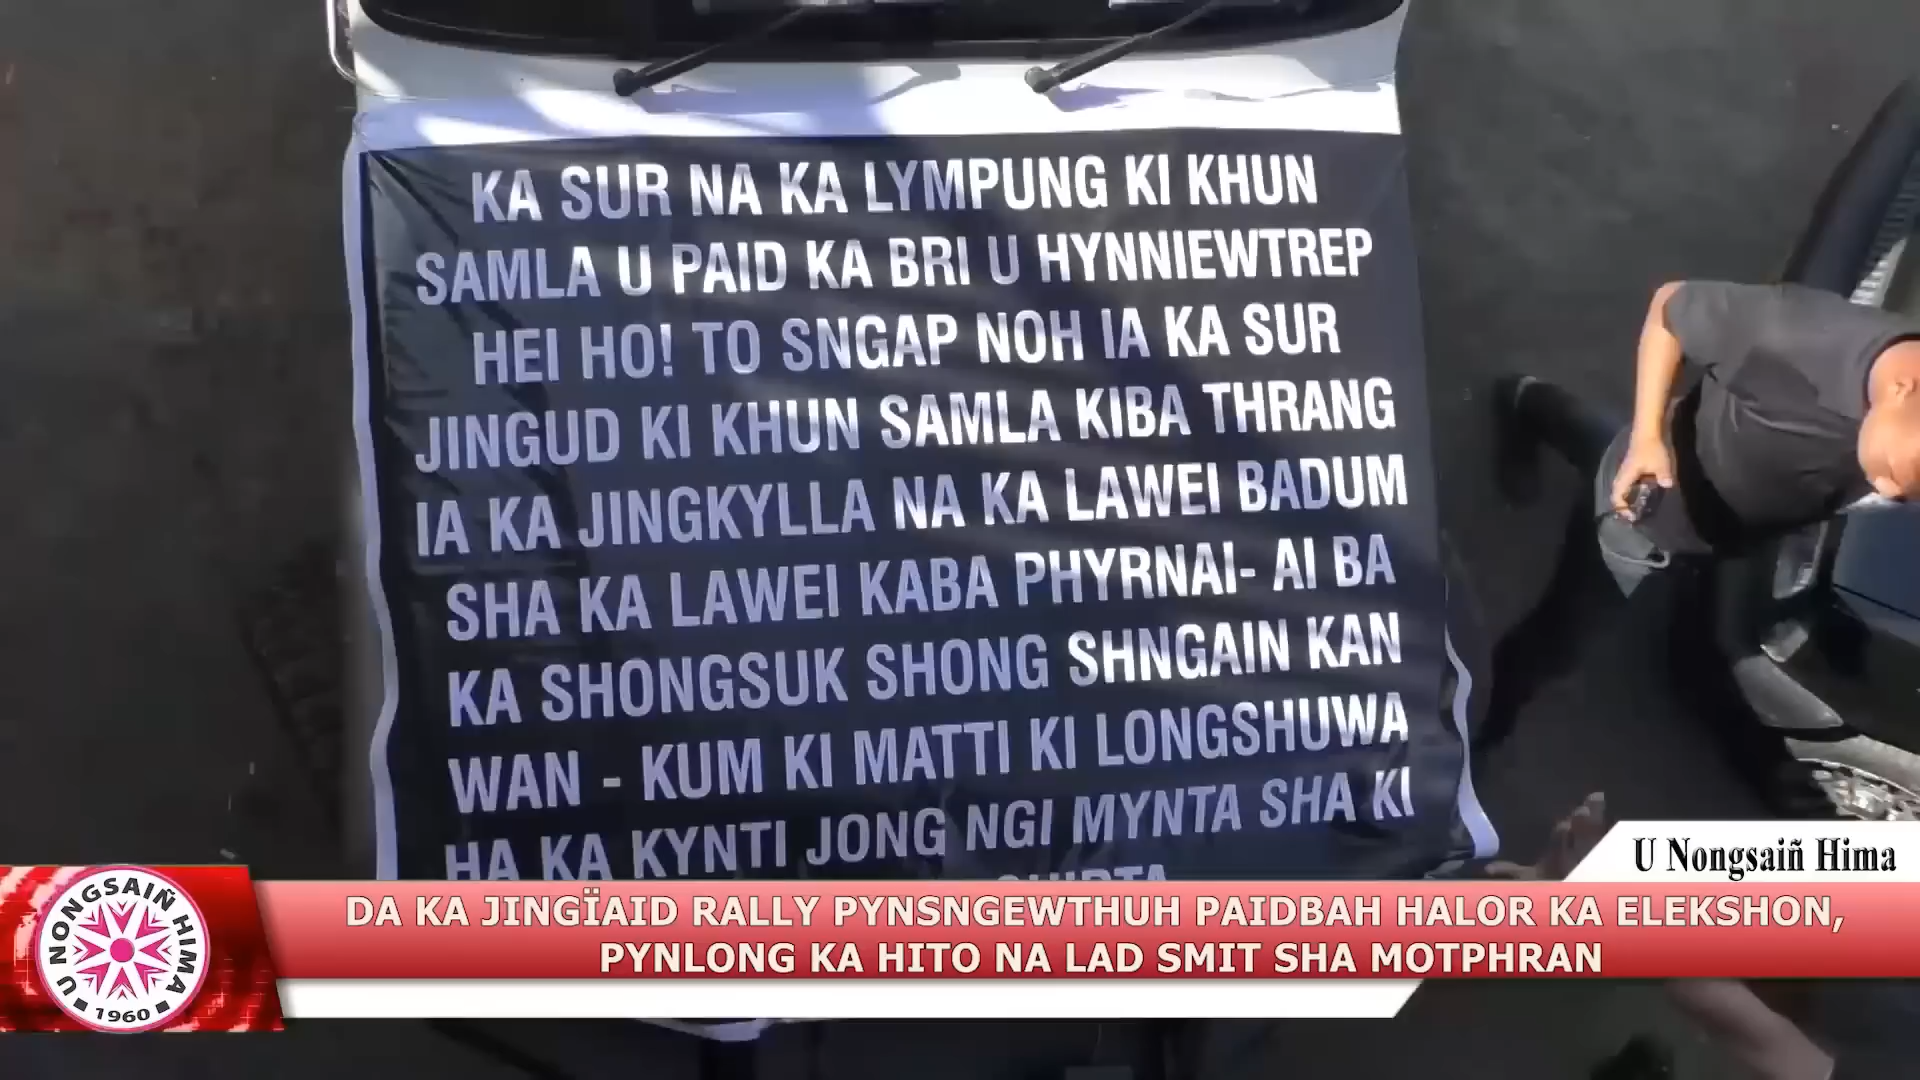 KA SUR NA KA LYMPUNG KI KHUN
SAMLA U PAID KA BRI U HYNNIEWTREP
HEI HO! TO SNGAP NOH IA KA SUR
JINGUD KI KHUN SAMLA KIBA THRANG
IA KA JINGKYLLA NA KA LAWEI BADUM
SHA KA LAWEI KABA PHYRNAI- AI BA
KA SHONGSUK SHONG SHNGAIN KAN
WAN - KUM KI MATTI KI LONGSHUWA
HA KA KYNTI JONG NGI MYNTA SHA KI
U Nongsaiñ Hima
DA KA JINGÏAID RALLY PYNSNGEWTHUH PAIDBAH HALOR KA ELEKSHON,
PYNLONG KA HITO NA LAD SMIT SHA MOTPHRAN
U NONGSAIÑ HIMA
1960